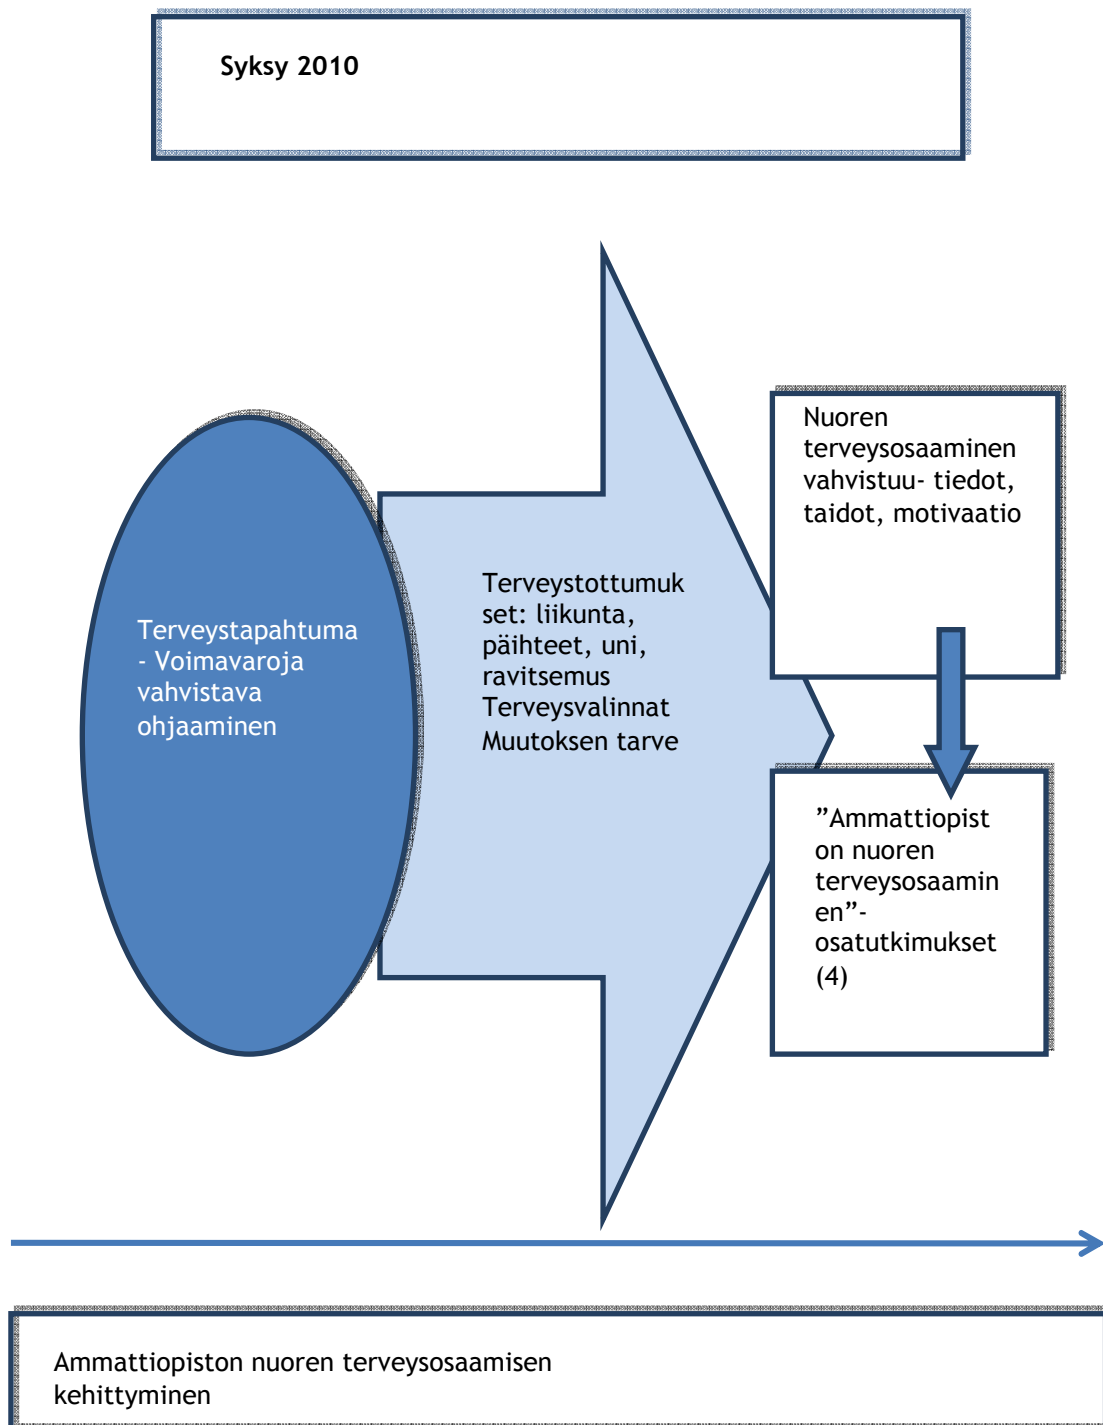 Syksy 2010
Terveystapahtuma
- Voimavaroja
vahvistava
ohjaaminen
Terveystottumuk
set: liikunta,
päihteet, uni,
ravitsemus
Terveysvalinnat
Muutoksen tarve
Nuoren
terveysosaaminen
vahvistuu- tiedot,
taidot, motivaatio
”Ammattiopist
on nuoren
terveysosaamin
en”-
osatutkimukset
(4)
Ammattiopiston nuoren terveysosaamisen
kehittyminen